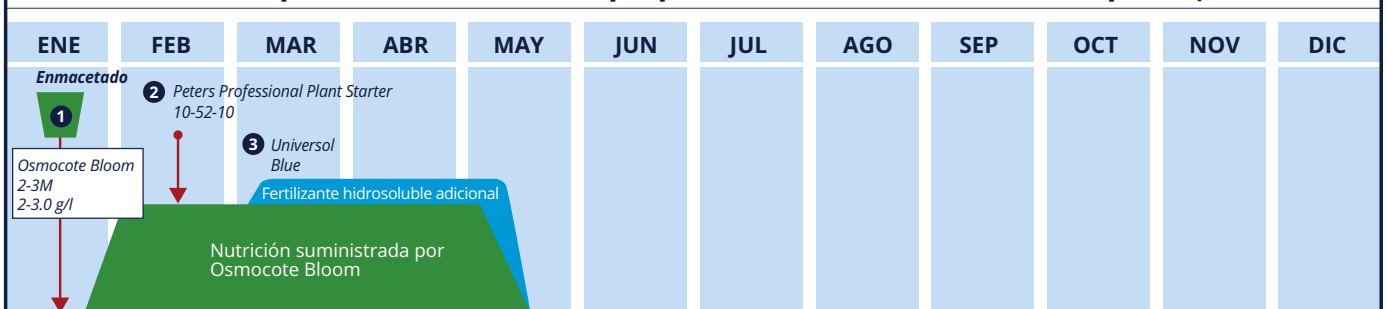 ENE FEB MAR ABR MAY JUN JUL AGO SEP OCT NOV DIC
Enmacetado
1
2 Peters Professional Plant Starter
10-52-10
3 Universol
Blue
Osmocote Bloom
2-3M
2-3.0 g/l
Fertilizante hidrosoluble adicional
Nutrición suministrada por
Osmocote Bloom